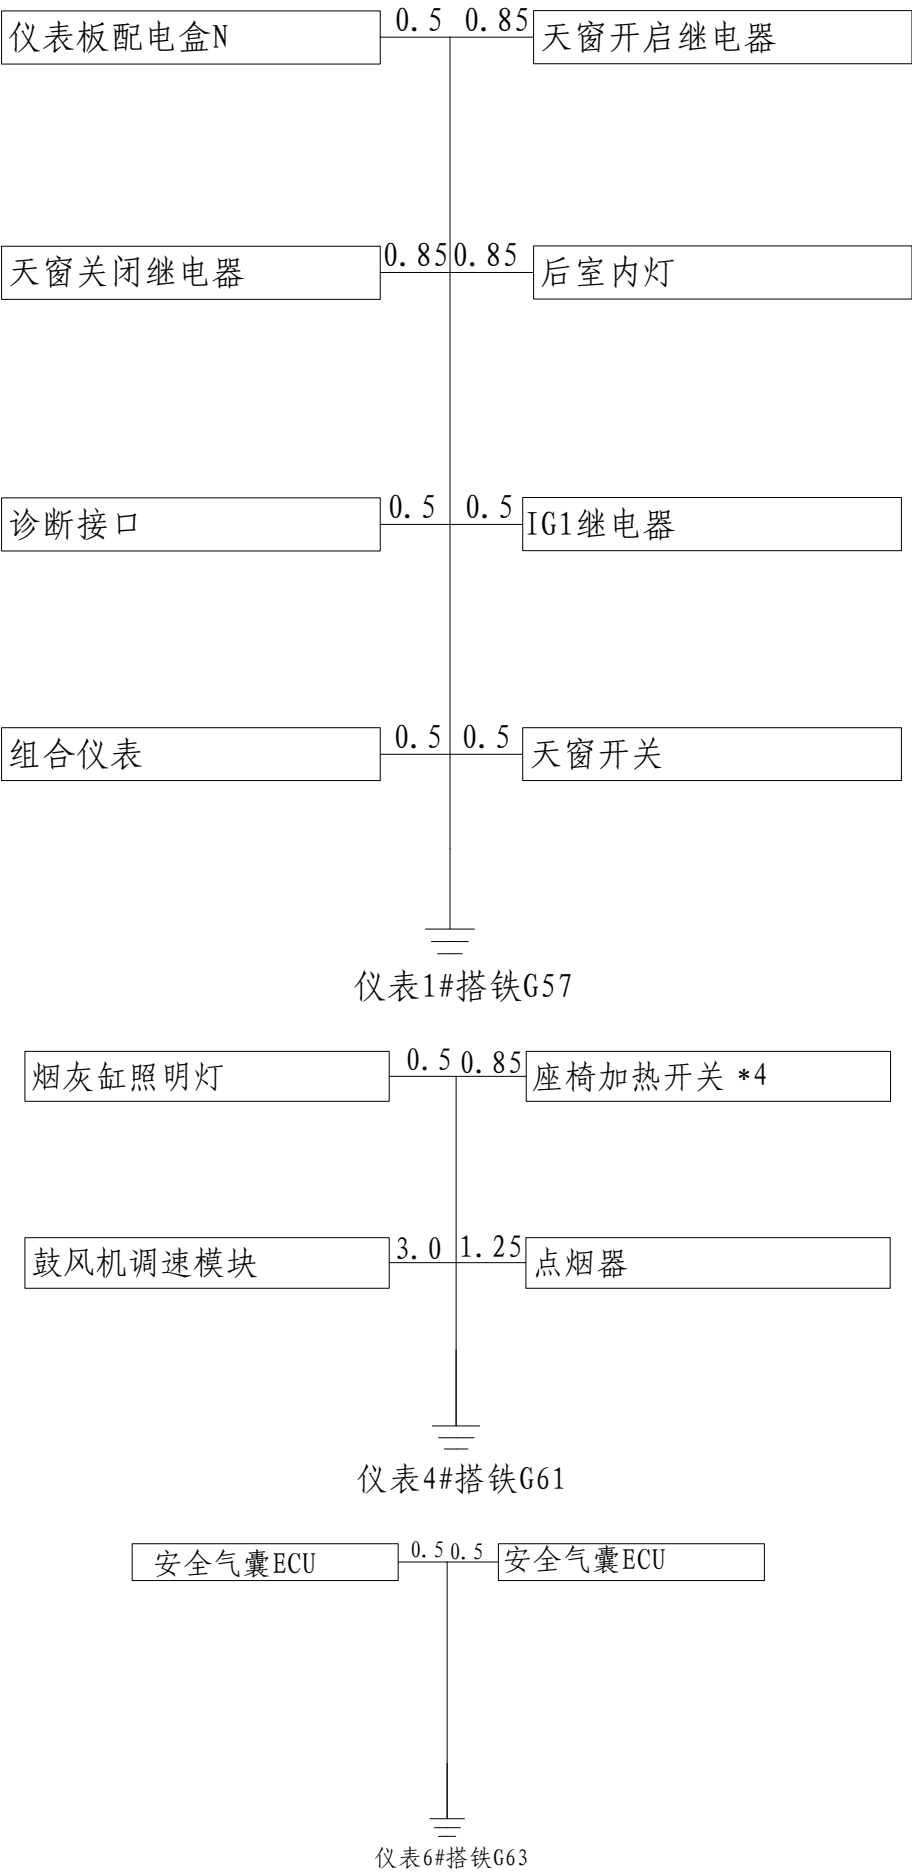 仪表板配电盒N 0.5 0.85 天窗开启继电器
天窗关闭继电器 0.85 0.85 后室内灯
诊断接口 0.5 0.5 IG1继电器
组合仪表 0.5 0.5 天窗开关
仪表1#搭铁G57
烟灰缸照明灯 0.5 0.85 座椅加热开关 *4
鼓风机调速模块 3.0 1.25 点烟器
仪表4#搭铁G61
安全气囊ECU 0.5 0.5 安全气囊ECU
仪表6#搭铁G63